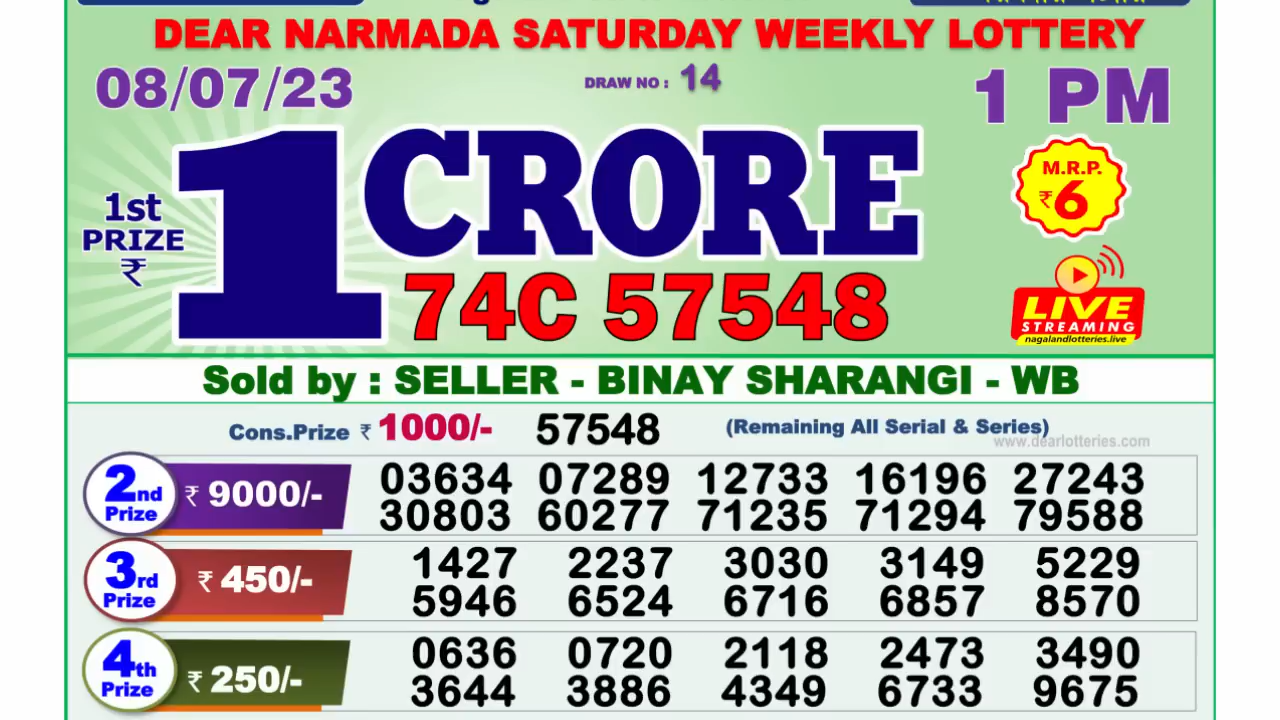 DEAR NARMADA SATURDAY WEEKLY LOTTERY
08/07/23
DRAW NO : 14
1 PM
1st
PRIZE
₹
1 CRORE
M.R.P.
₹ 6
74C 57548
LIVE
STREAMING
nagalandlotteries.live
Sold by : SELLER - BINAY SHARANGI - WB
Cons.Prize ₹ 1000/- 57548 (Remaining All Serial & Series)
www.dearlotteries.com
2nd Prize ₹ 9000/-
03634 07289 12733 16196 27243
30803 60277 71235 71294 79588
3rd Prize ₹ 450/-
1427 2237 3030 3149 5229
5946 6524 6716 6857 8570
4th Prize ₹ 250/-
0636 0720 2118 2473 3490
3644 3886 4349 6733 9675